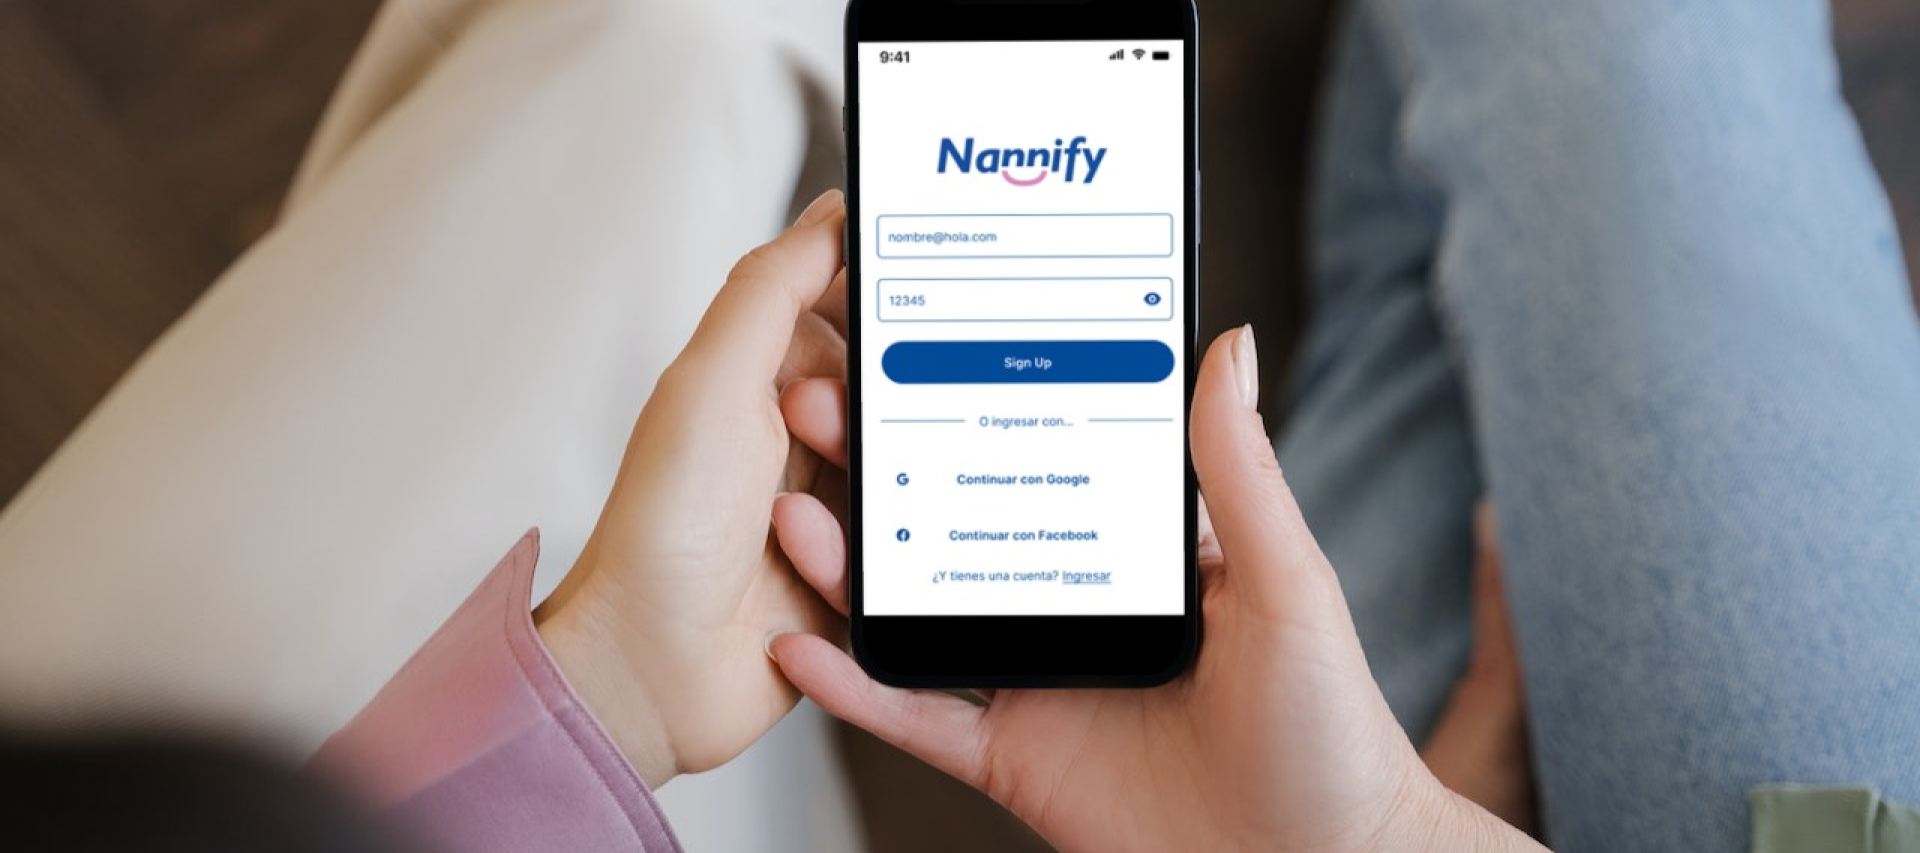 9:41
Nannify
nombre@hola.com
12345
Sign Up
O ingresar con...
G
Continuar con Google
f
Continuar con Facebook
¿Y tienes una cuenta? Ingresar